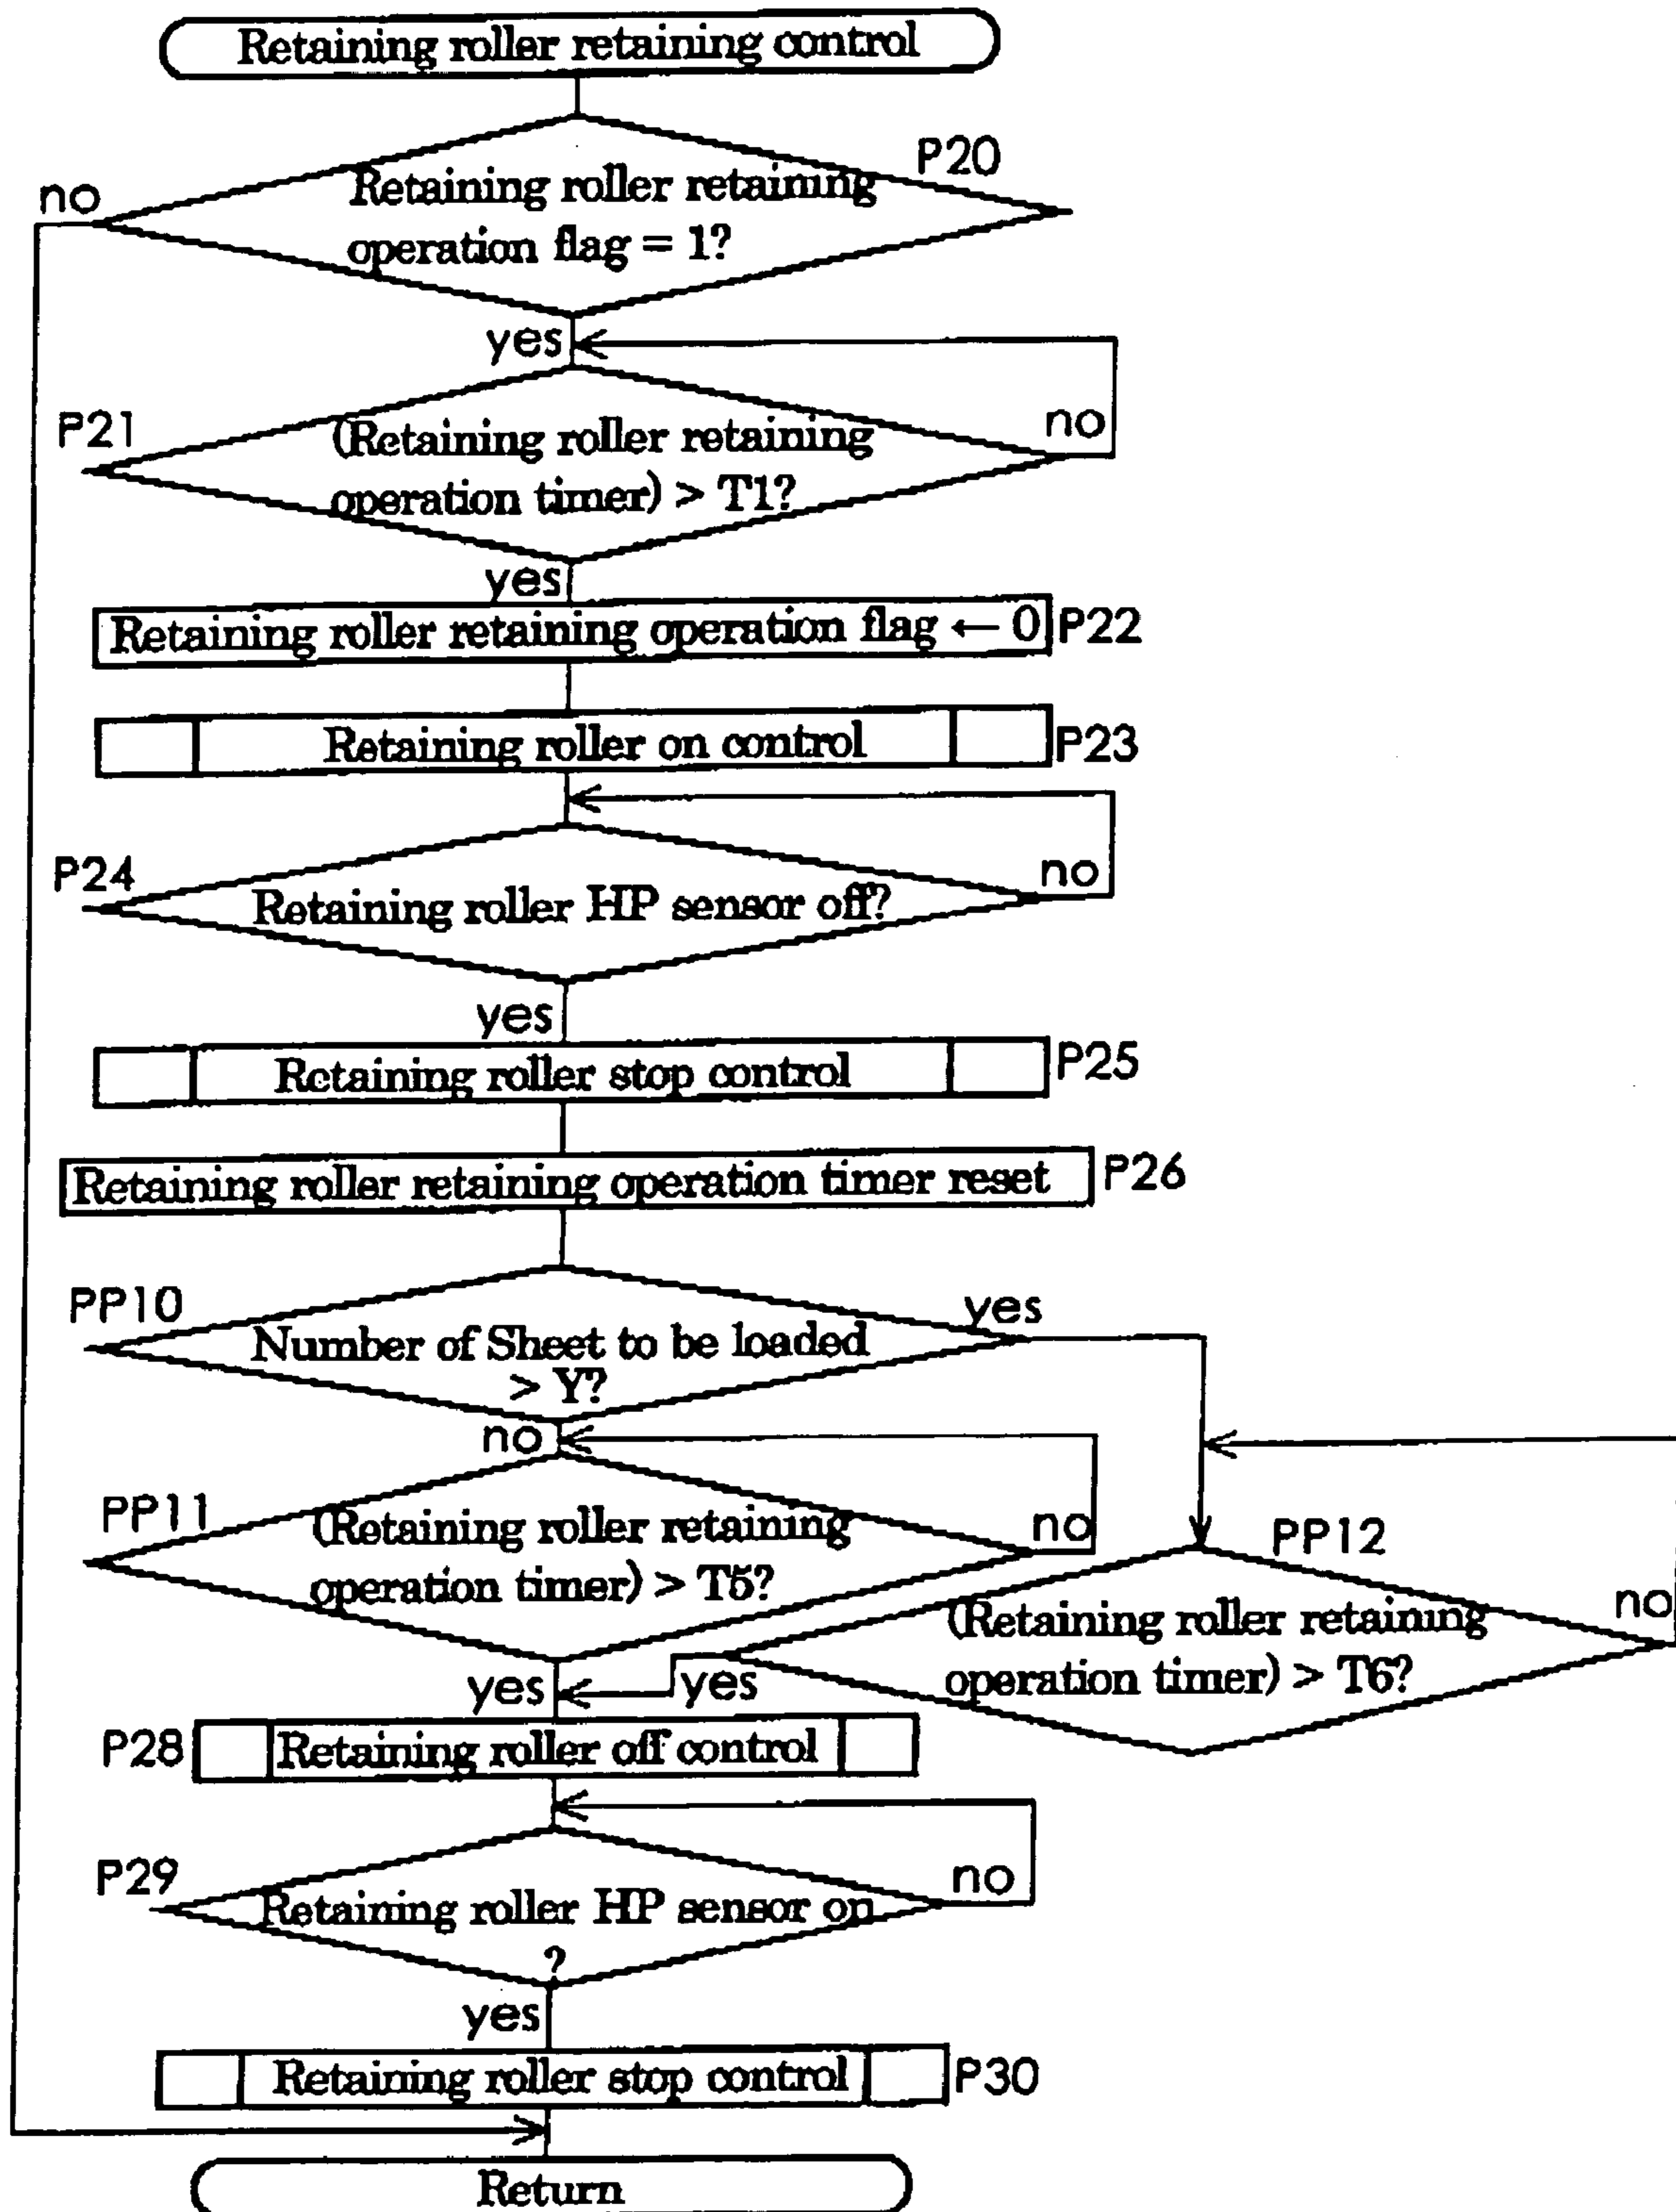 Retaining roller retaining control
P20
no
Retaining roller retaining
operation flag = 1?
yes
P21
no
(Retaining roller retaining
operation timer) > T1?
yes
Retaining roller retaining operation flag ← 0
P22
Retaining roller on control
P23
P24
no
Retaining roller HP sensor off?
yes
Retaining roller stop control
P25
Retaining roller retaining operation timer reset
P26
PP10
yes
Number of Sheet to be loaded
> Y?
no
PP11
no
(Retaining roller retaining
operation timer) > T5?
PP12
no
(Retaining roller retaining
operation timer) > T6?
yes
yes
P28
Retaining roller off control
P29
no
Retaining roller HP sensor on
?
yes
Retaining roller stop control
P30
Return